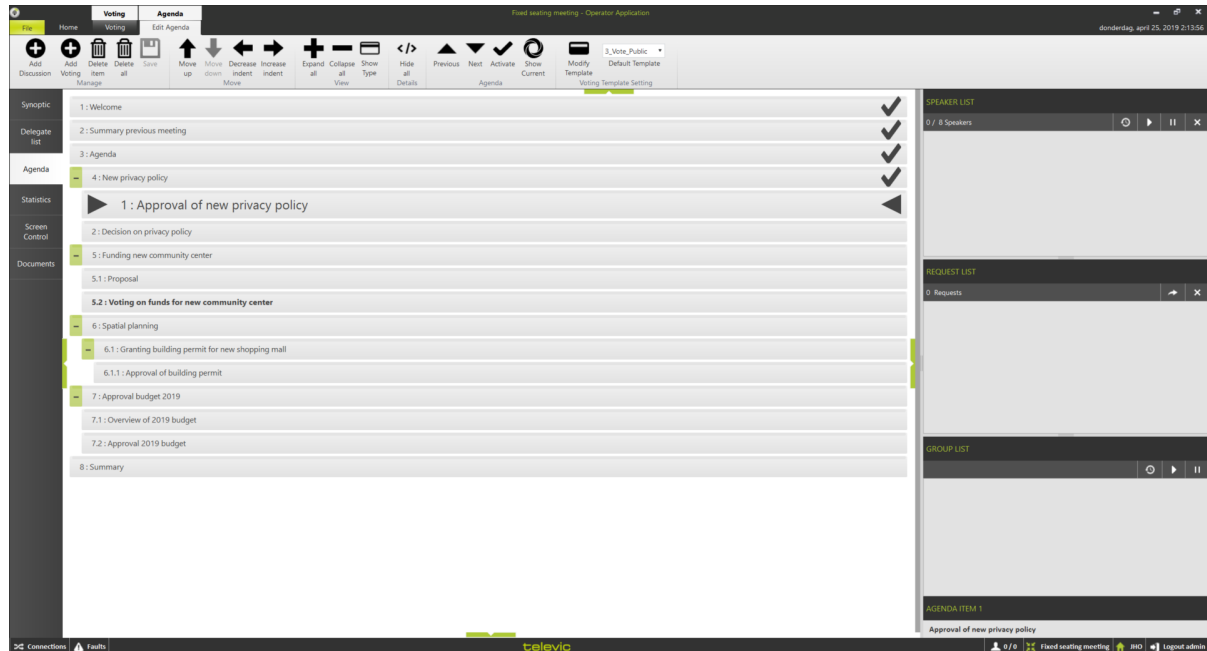 Voting Agenda Fixed seating meeting - Operator Application
File Home Voting Edit Agenda donderdag, april 25, 2019 2:13:56
Add Discussion
Add Voting
Delete item
Delete all
Save
Manage
Move up
Move down
Decrease indent
Increase indent
Move
Expand all
Collapse all
Show Type
View
</>
Hide all
Details
Previous
Next
Activate
Show Current
Agenda
Modify Template
3_Vote_Public
Default Template
Voting Template Setting
Synoptic
Delegate list
Agenda
Statistics
Screen Control
Documents
1 : Welcome
2 : Summary previous meeting
3 : Agenda
4 : New privacy policy
1 : Approval of new privacy policy
2 : Decision on privacy policy
5 : Funding new community center
5.1 : Proposal
5.2 : Voting on funds for new community center
6 : Spatial planning
6.1 : Granting building permit for new shopping mall
6.1.1 : Approval of building permit
7 : Approval budget 2019
7.1 : Overview of 2019 budget
7.2 : Approval 2019 budget
8 : Summary
SPEAKER LIST
0 / 8 Speakers
REQUEST LIST
0 Requests
GROUP LIST
AGENDA ITEM 1
Approval of new privacy policy
Connections Faults televic 0 / 0 Fixed seating meeting JHO Logout admin